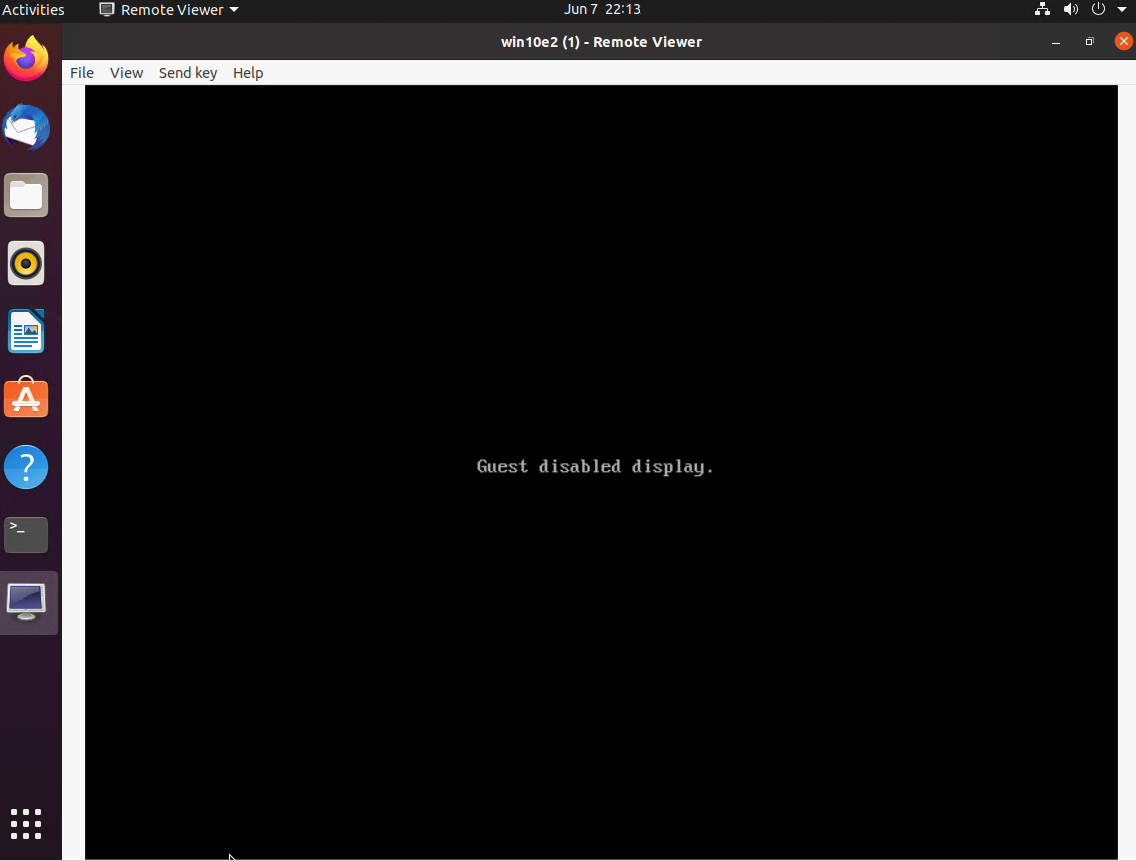 Activities Remote Viewer Jun 7 22:13
win10e2 (1) - Remote Viewer
File View Send key Help
Guest disabled display.
>_